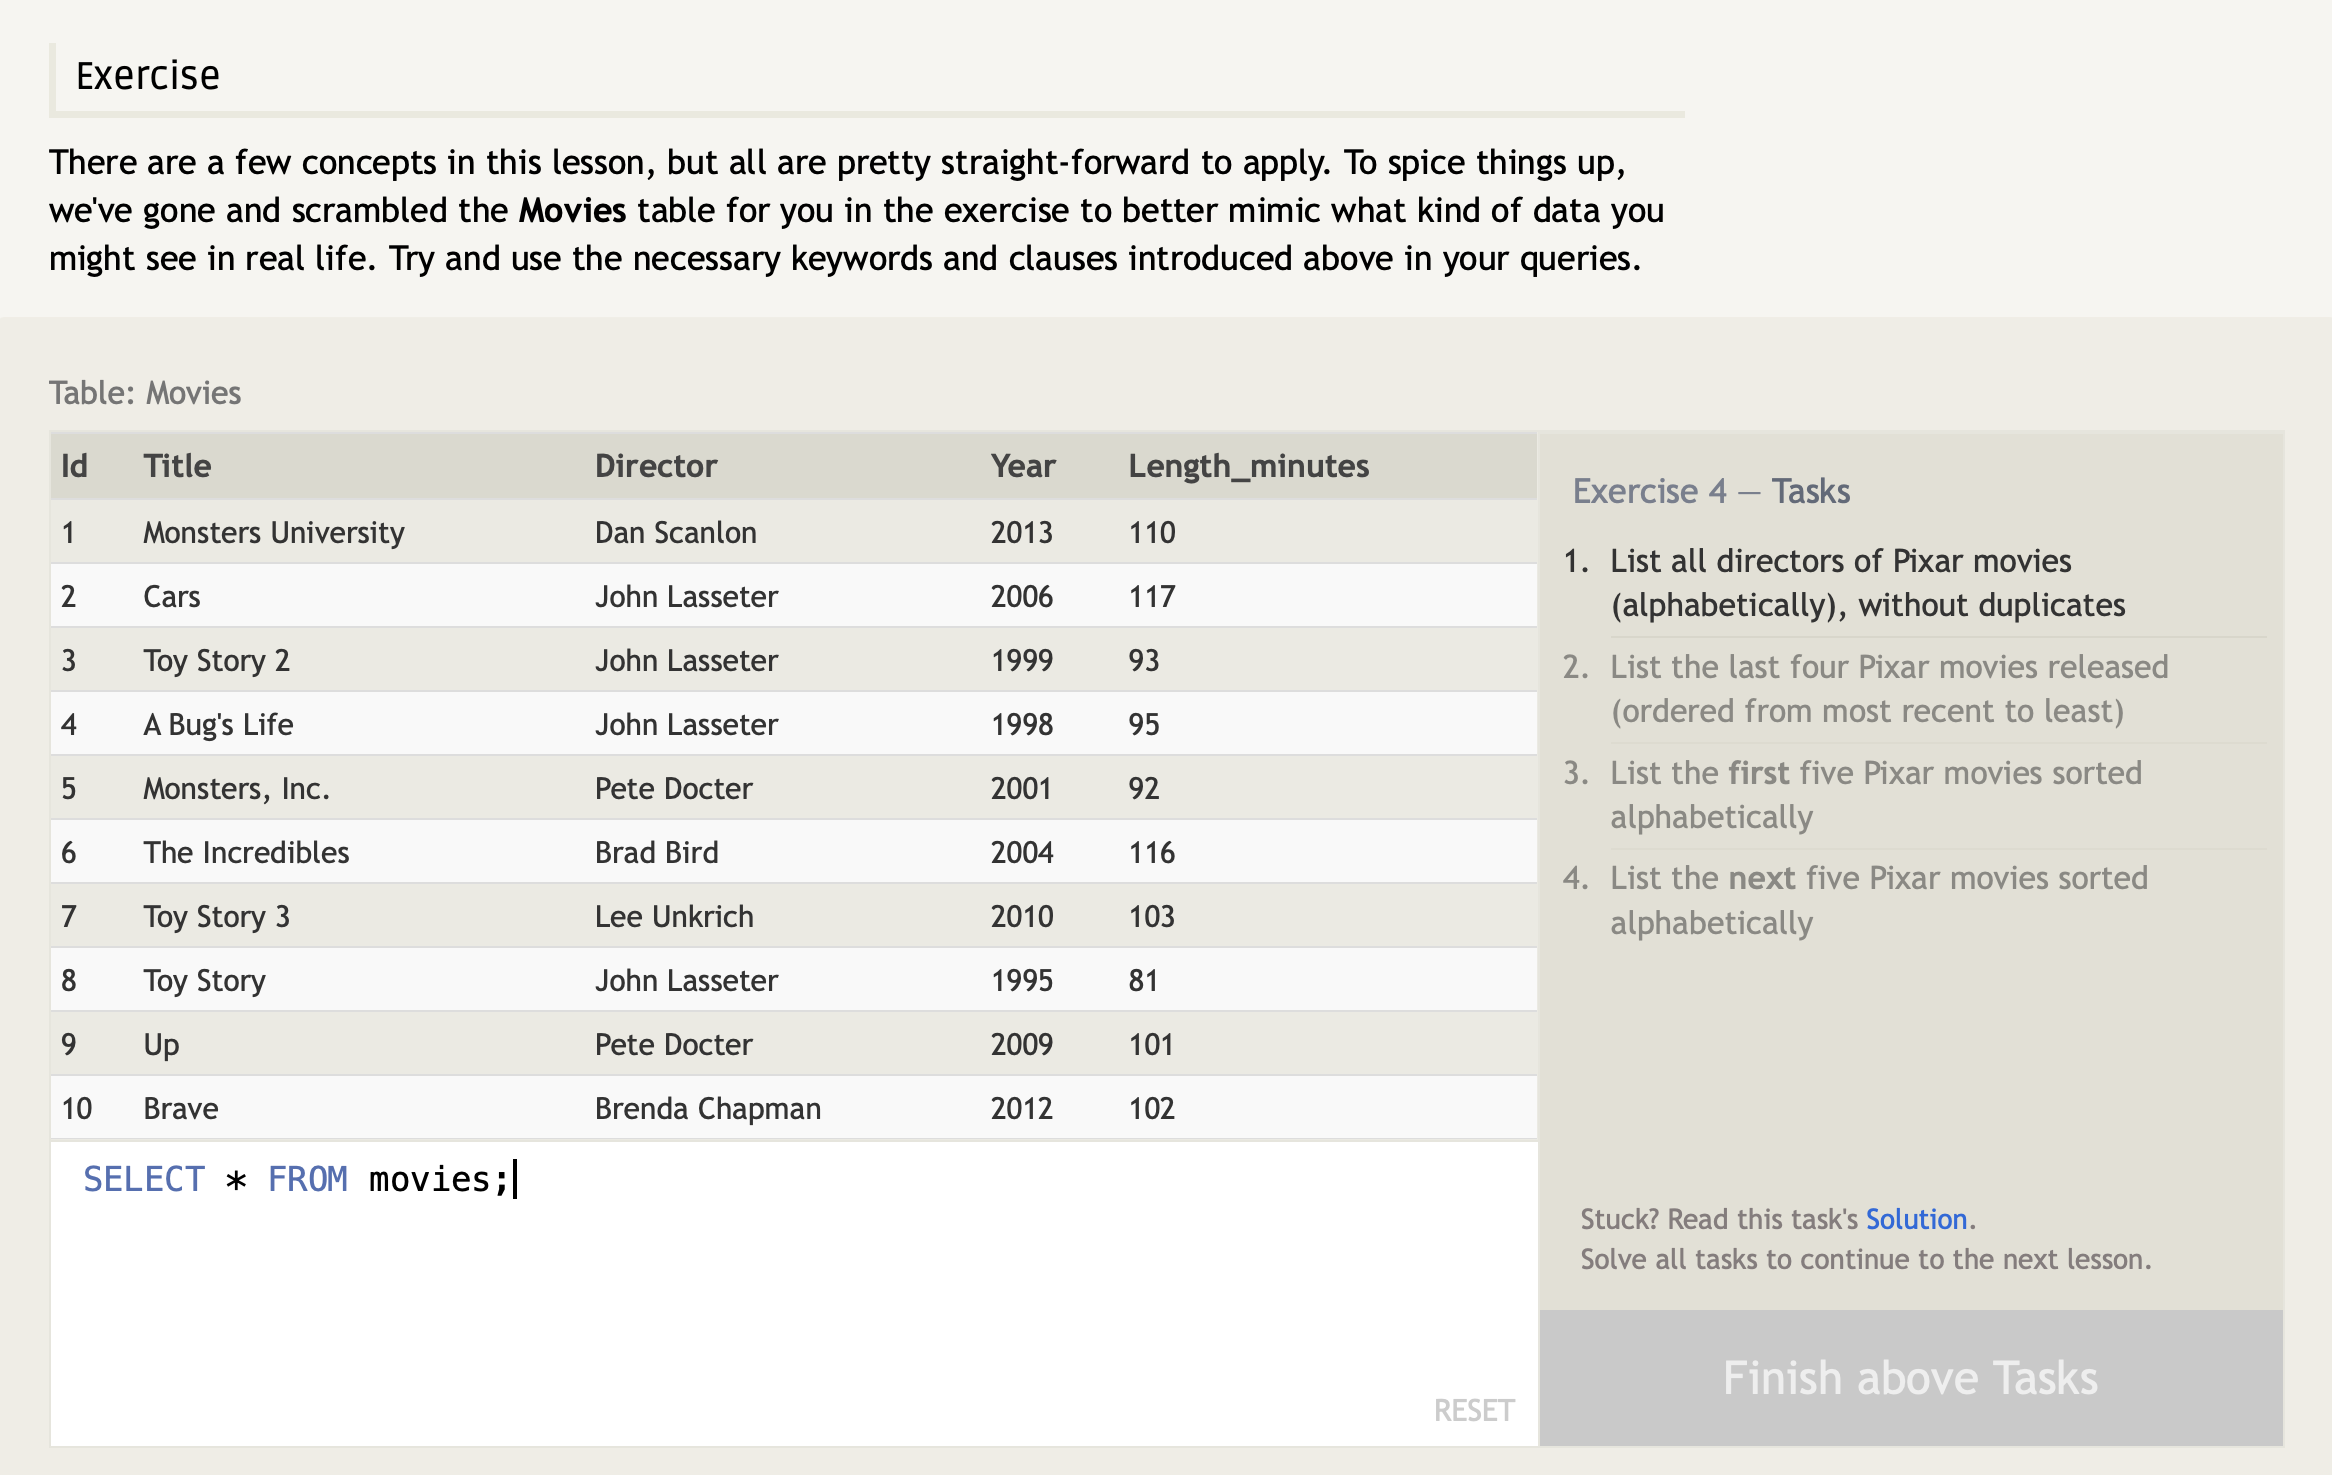 Exercise
There are a few concepts in this lesson, but all are pretty straight-forward to apply. To spice things up,
we've gone and scrambled the Movies table for you in the exercise to better mimic what kind of data you
might see in real life. Try and use the necessary keywords and clauses introduced above in your queries.
Table: Movies
Id Title Director Year Length_minutes
1 Monsters University Dan Scanlon 2013 110
2 Cars John Lasseter 2006 117
3 Toy Story 2 John Lasseter 1999 93
4 A Bug's Life John Lasseter 1998 95
5 Monsters, Inc. Pete Docter 2001 92
6 The Incredibles Brad Bird 2004 116
7 Toy Story 3 Lee Unkrich 2010 103
8 Toy Story John Lasseter 1995 81
9 Up Pete Docter 2009 101
10 Brave Brenda Chapman 2012 102
SELECT * FROM movies;
RESET
Exercise 4 — Tasks
1. List all directors of Pixar movies
(alphabetically), without duplicates
2. List the last four Pixar movies released
(ordered from most recent to least)
3. List the first five Pixar movies sorted
alphabetically
4. List the next five Pixar movies sorted
alphabetically
Stuck? Read this task's Solution.
Solve all tasks to continue to the next lesson.
Finish above Tasks